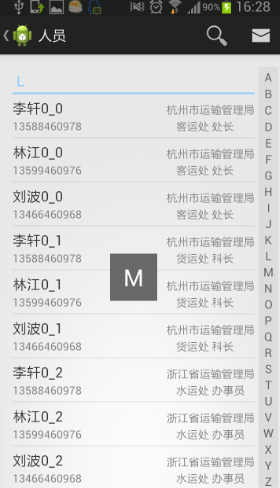 90% 16:28
人员
L
李轩0_0 杭州市运输管理局
13588460978 客运处 处长
林江0_0 杭州市运输管理局
13599460976 客运处 处长
刘波0_0 杭州市运输管理局
13466460968 客运处 处长
李轩0_1 杭州市运输管理局
13588460978 货运处 科长
林江0_1 杭州市运输管理局
13599460976 货运处 科长
刘波0_1 杭州市运输管理局
13466460968 货运处 科长
李轩0_2 浙江省运输管理局
13588460978 水运处 办事员
林江0_2 浙江省运输管理局
13599460976 水运处 办事员
刘波0_2 浙江省运输管理局
13466460968 水运处 办事员
M
A
B
C
D
E
F
G
H
I
J
K
L
M
N
O
P
Q
R
S
T
U
V
W
X
Y
Z